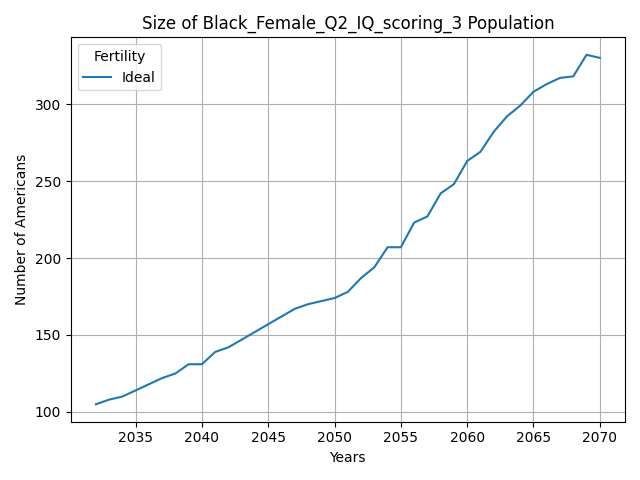 Size of Black_Female_Q2_IQ_scoring_3 Population
Fertility
Ideal
Number of Americans
300
250
200
150
100
2035 2040 2045 2050 2055 2060 2065 2070
Years